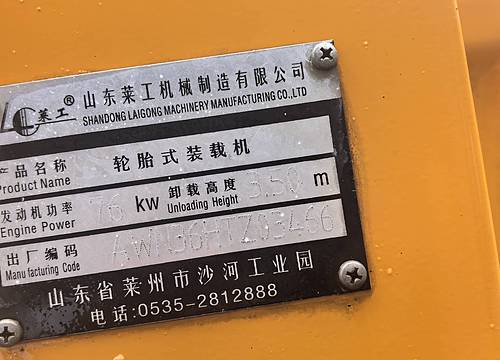 莱工® 山东莱工机械制造有限公司
SHANDONG LAIGONG MACHINERY MANUFACTURING CO.,LTD
产品名称 轮胎式装载机
Product Name
发动机功率 76 kw 卸载高度 3.50 m
Engine Power Unloading Height
出厂编码
Manufacturing Code
山东省莱州市沙河工业园
电话:0535-2812888